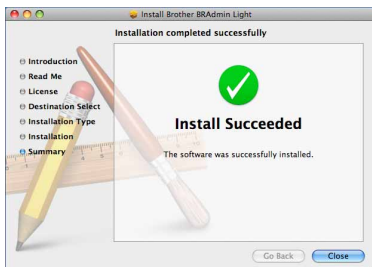 Install Brother BRAdmin Light
Installation completed successfully
Introduction
Read Me
License
Destination Select
Installation Type
Installation
Summary
Install Succeeded
The software was successfully installed.
Go Back
Close